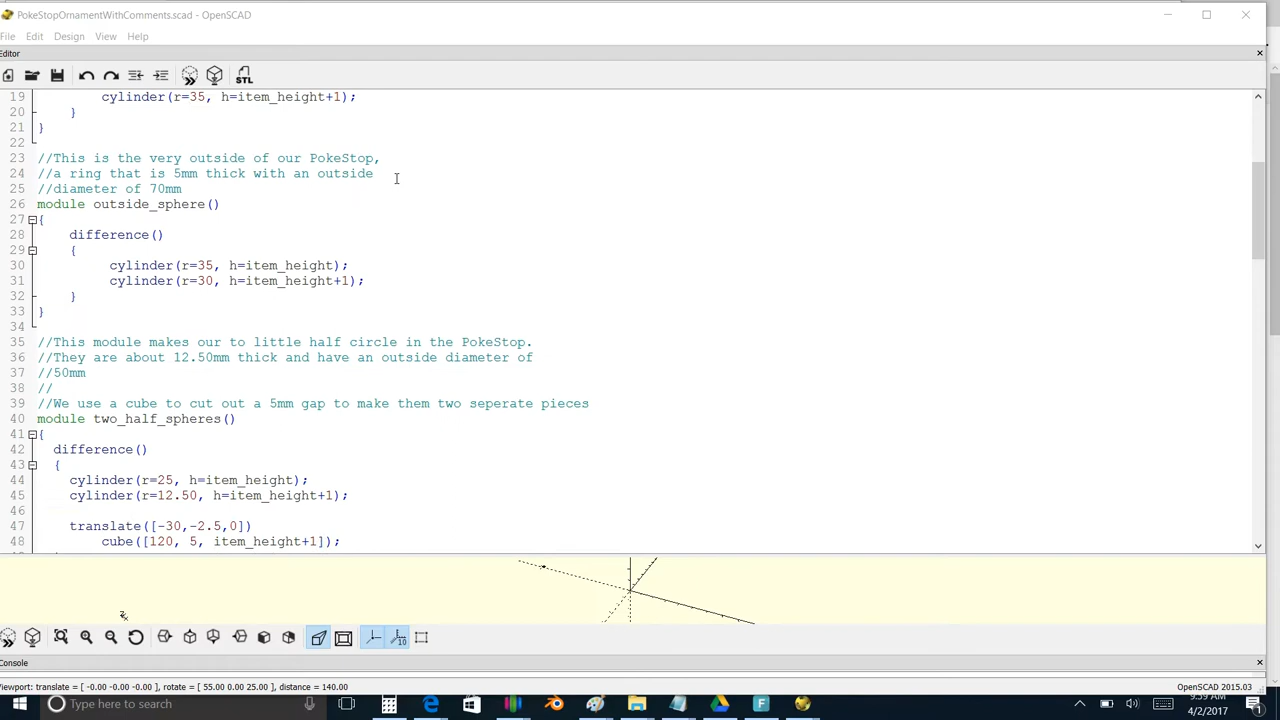 PokeStopOrnamentWithComments.scad - OpenSCAD
File Edit Design View Help
Editor
STL
19 cylinder(r=35, h=item_height+1);
20 }
21 }
22
23 //This is the very outside of our PokeStop,
24 //a ring that is 5mm thick with an outside
25 //diameter of 70mm
26 module outside_sphere()
27 {
28 difference()
29 {
30 cylinder(r=35, h=item_height);
31 cylinder(r=30, h=item_height+1);
32 }
33 }
34
35 //This module makes our to little half circle in the PokeStop.
36 //They are about 12.50mm thick and have an outside diameter of
37 //50mm
38 //
39 //We use a cube to cut out a 5mm gap to make them two seperate pieces
40 module two_half_spheres()
41 {
42 difference()
43 {
44 cylinder(r=25, h=item_height);
45 cylinder(r=12.50, h=item_height+1);
46
47 translate([-30,-2.5,0])
48 cube([120, 5, item_height+1]);
z
10
Console
Viewport: translate = [ -0.00 -0.00 -0.00 ], rotate = [ 55.00 0.00 25.00 ], distance = 140.00 OpenSCAD 2015.03
Type here to search
9:59 AM
4/2/2017